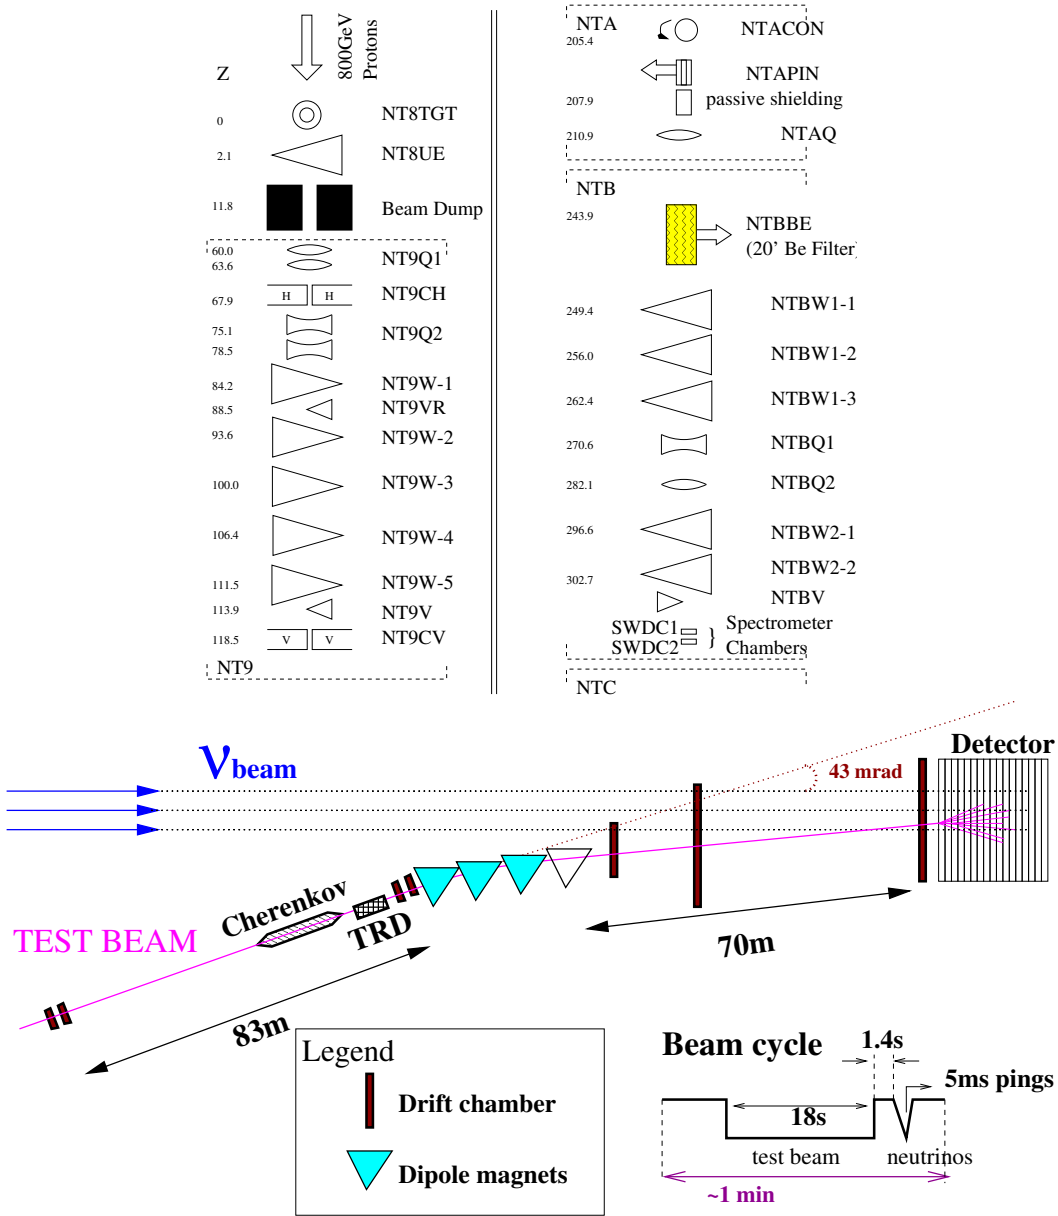 800GeV
Protons
Z
0 NT8TGT
2.1 NT8UE
11.8 Beam Dump
60.0
63.6 NT9Q1
67.9 H H NT9CH
75.1
78.5 NT9Q2
84.2 NT9W-1
88.5 NT9VR
93.6 NT9W-2
100.0 NT9W-3
106.4 NT9W-4
111.5 NT9W-5
113.9 NT9V
118.5 V V NT9CV
NT9
NTA
205.4 NTACON
NTAPIN
207.9 passive shielding
210.9 NTAQ
NTB
243.9 NTBBE
(20' Be Filter)
249.4 NTBW1-1
256.0 NTBW1-2
262.4 NTBW1-3
270.6 NTBQ1
282.1 NTBQ2
296.6 NTBW2-1
302.7 NTBW2-2
NTBV
SWDC1 } Spectrometer
SWDC2 Chambers
NTC
νbeam
43 mrad
Detector
Cherenkov
TRD
TEST BEAM
70m
83m
Legend
Drift chamber
Dipole magnets
Beam cycle
1.4s
5ms pings
18s
test beam
neutrinos
~1 min